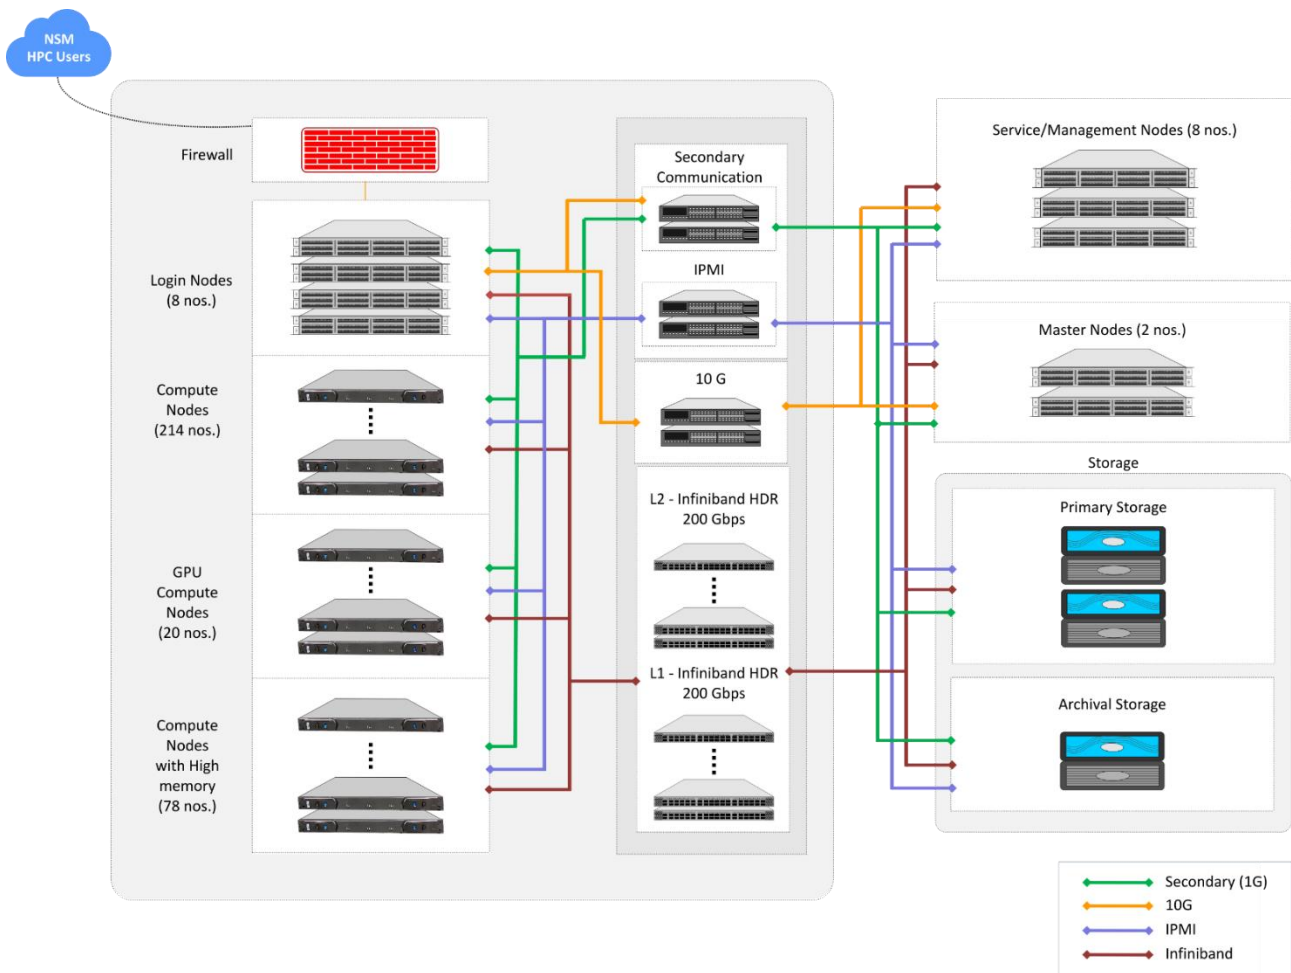 NSM
HPC Users
Firewall
Login Nodes
(8 nos.)
Compute
Nodes
(214 nos.)
GPU
Compute
Nodes
(20 nos.)
Compute
Nodes
with High
memory
(78 nos.)
Secondary
Communication
IPMI
10 G
L2 - Infiniband HDR
200 Gbps
L1 - Infiniband HDR
200 Gbps
Service/Management Nodes (8 nos.)
Master Nodes (2 nos.)
Storage
Primary Storage
Archival Storage
Secondary (1G)
10G
IPMI
Infiniband